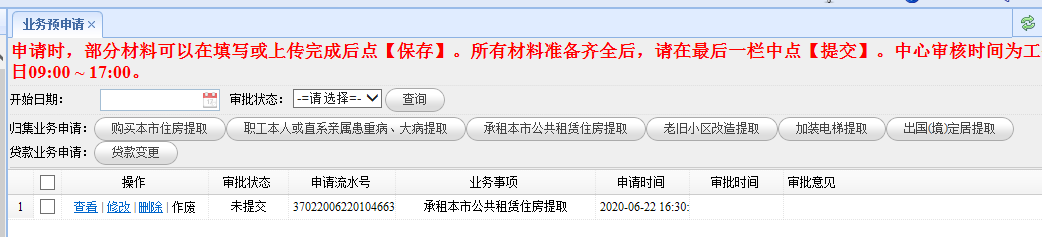 业务预申请
申请时，部分材料可以在填写或上传完成后点【保存】。所有材料准备齐全后，请在最后一栏中点【提交】。中心审核时间为工
日09:00 ~ 17:00。
开始日期： 审批状态： -=请选择=- 查询
归集业务申请： 购买本市住房提取 职工本人或直系亲属患重病、大病提取 承租本市公共租赁住房提取 老旧小区改造提取 加装电梯提取 出国(境)定居提取
贷款业务申请： 贷款变更
操作 审批状态 申请流水号 业务事项 申请时间 审批时间 审批意见
1 查看 | 修改 | 删除 | 作废 未提交 37022006220104663 承租本市公共租赁住房提取 2020-06-22 16:30: